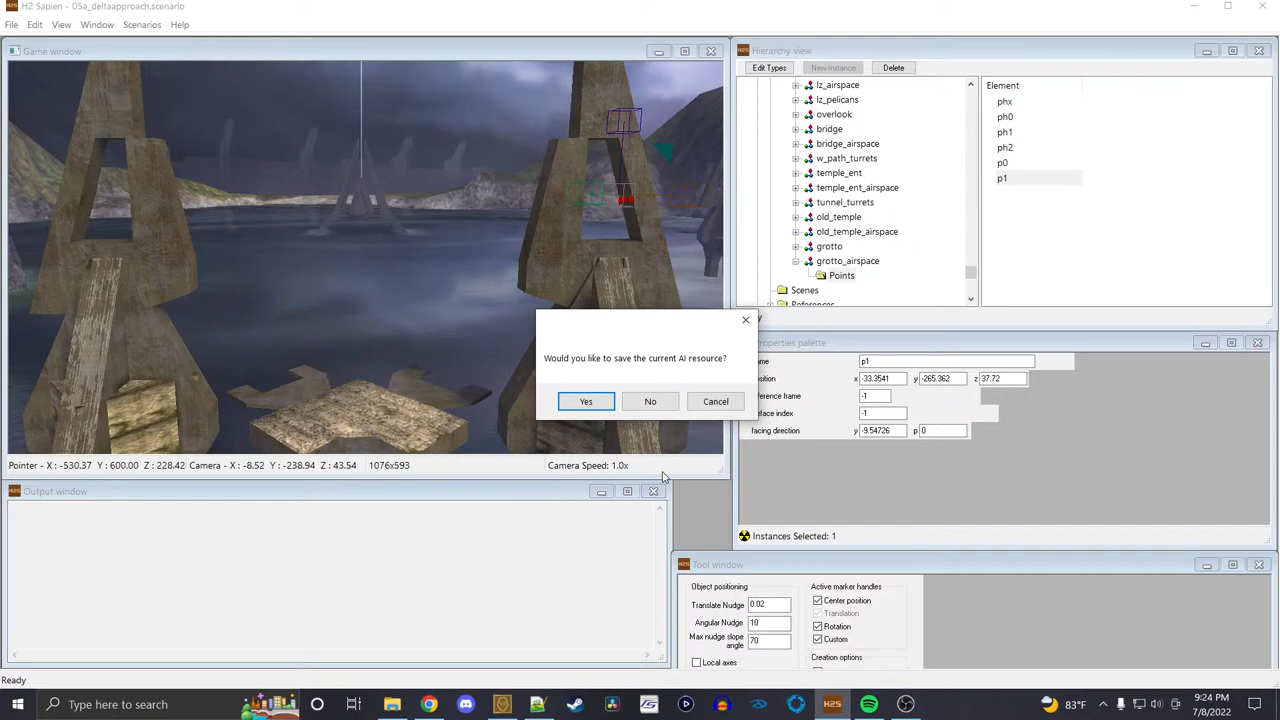 H2 Sapien - 05a_deltaapproach.scenario
File Edit View Window Scenarios Help
Game window
Hierarchy view
Edit Types New Instance Delete
lz_airspace
lz_pelicans
overlook
bridge
bridge_airspace
w_path_turrets
temple_ent
temple_ent_airspace
tunnel_turrets
old_temple
old_temple_airspace
grotto
grotto_airspace
Points
Scenes
References
Element
phx
ph0
ph1
ph2
p0
p1
Would you like to save the current AI resource?
Yes No Cancel
Properties palette
p1
x -33.3541 y -265.362 z 37.72
-1
-1
facing direction y -9.54726 p 0
Instances Selected: 1
Pointer - X : -530.37 Y : 600.00 Z : 228.42 Camera - X : -8.52 Y : -238.94 Z : 43.54 1076x593 Camera Speed: 1.0x
Output window
Tool window
Object positioning
Translate Nudge 0.02
Angular Nudge 10
Max nudge slope angle 70
Local axes
Active marker handles
Center position
Translation
Rotation
Custom
Creation options
Ready
Type here to search
H2S
83°F
9:24 PM
7/8/2022